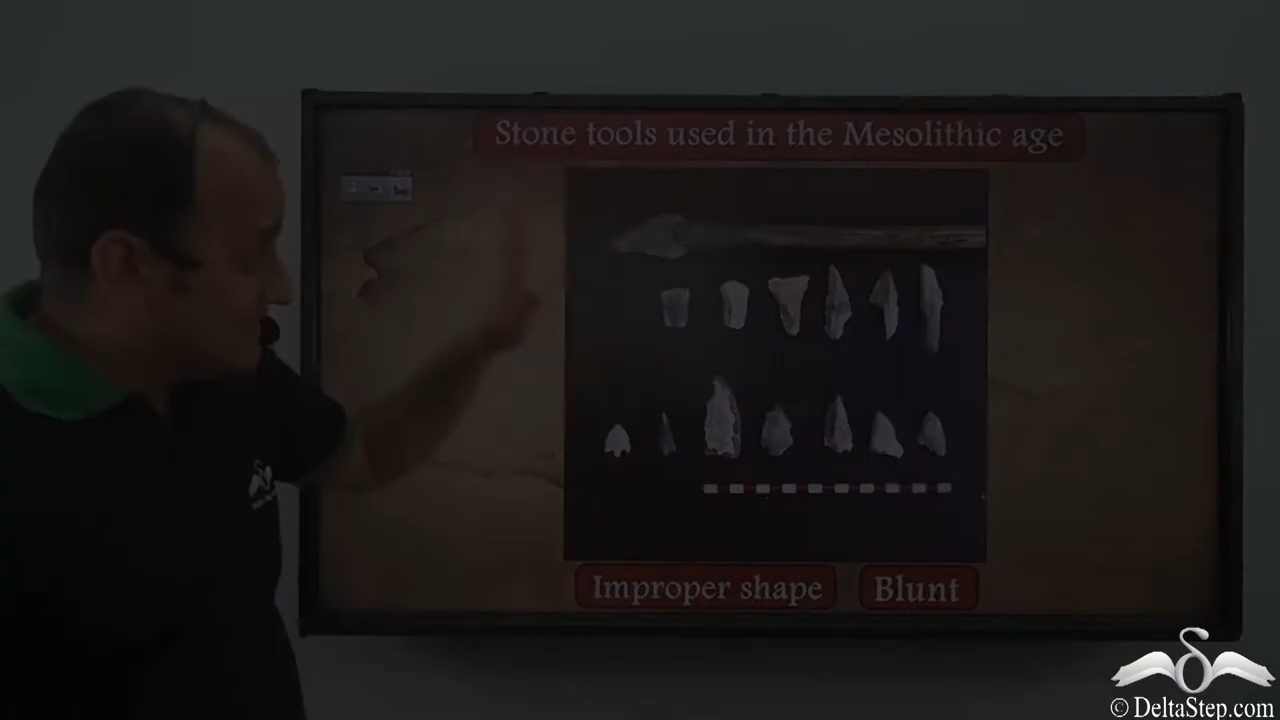 Stone tools used in the Mesolithic age
Improper shape
Blunt
© DeltaStep.com